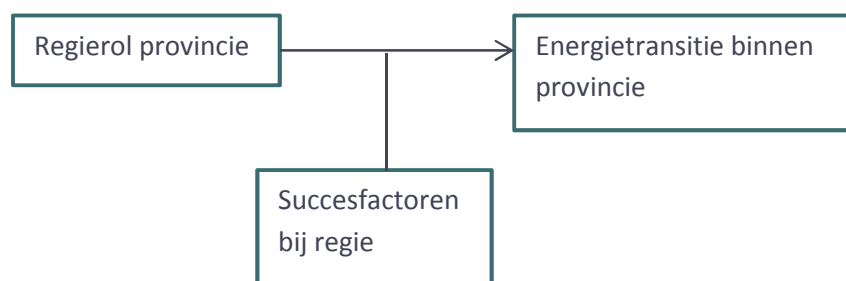 Regierol provincie
Energietransitie binnen
provincie
Succesfactoren
bij regie